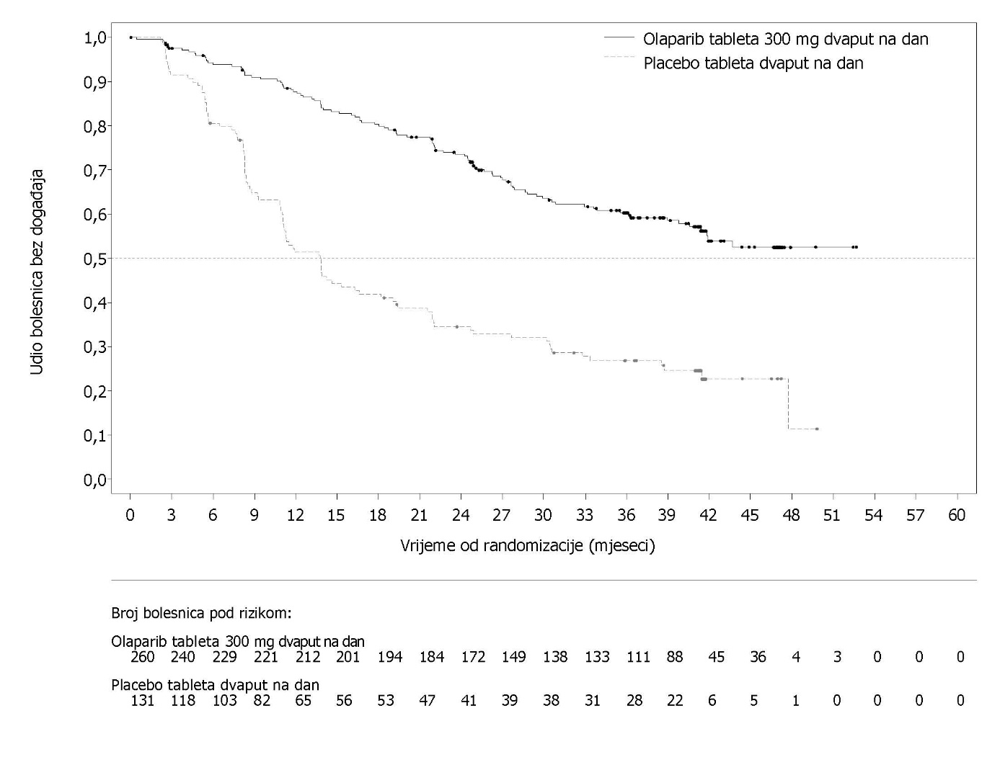 1,0
0,9
0,8
0,7
0,6
0,5
0,4
0,3
0,2
0,1
0,0
Udio bolesnica bez događaja
Olaparib tableta 300 mg dvaput na dan
Placebo tableta dvaput na dan
0 3 6 9 12 15 18 21 24 27 30 33 36 39 42 45 48 51 54 57 60
Vrijeme od randomizacije (mjeseci)
Broj bolesnica pod rizikom:
Olaparib tableta 300 mg dvaput na dan
260 240 229 221 212 201 194 184 172 149 138 133 111 88 45 36 4 3 0 0 0
Placebo tableta dvaput na dan
131 118 103 82 65 56 53 47 41 39 38 31 28 22 6 5 1 0 0 0 0